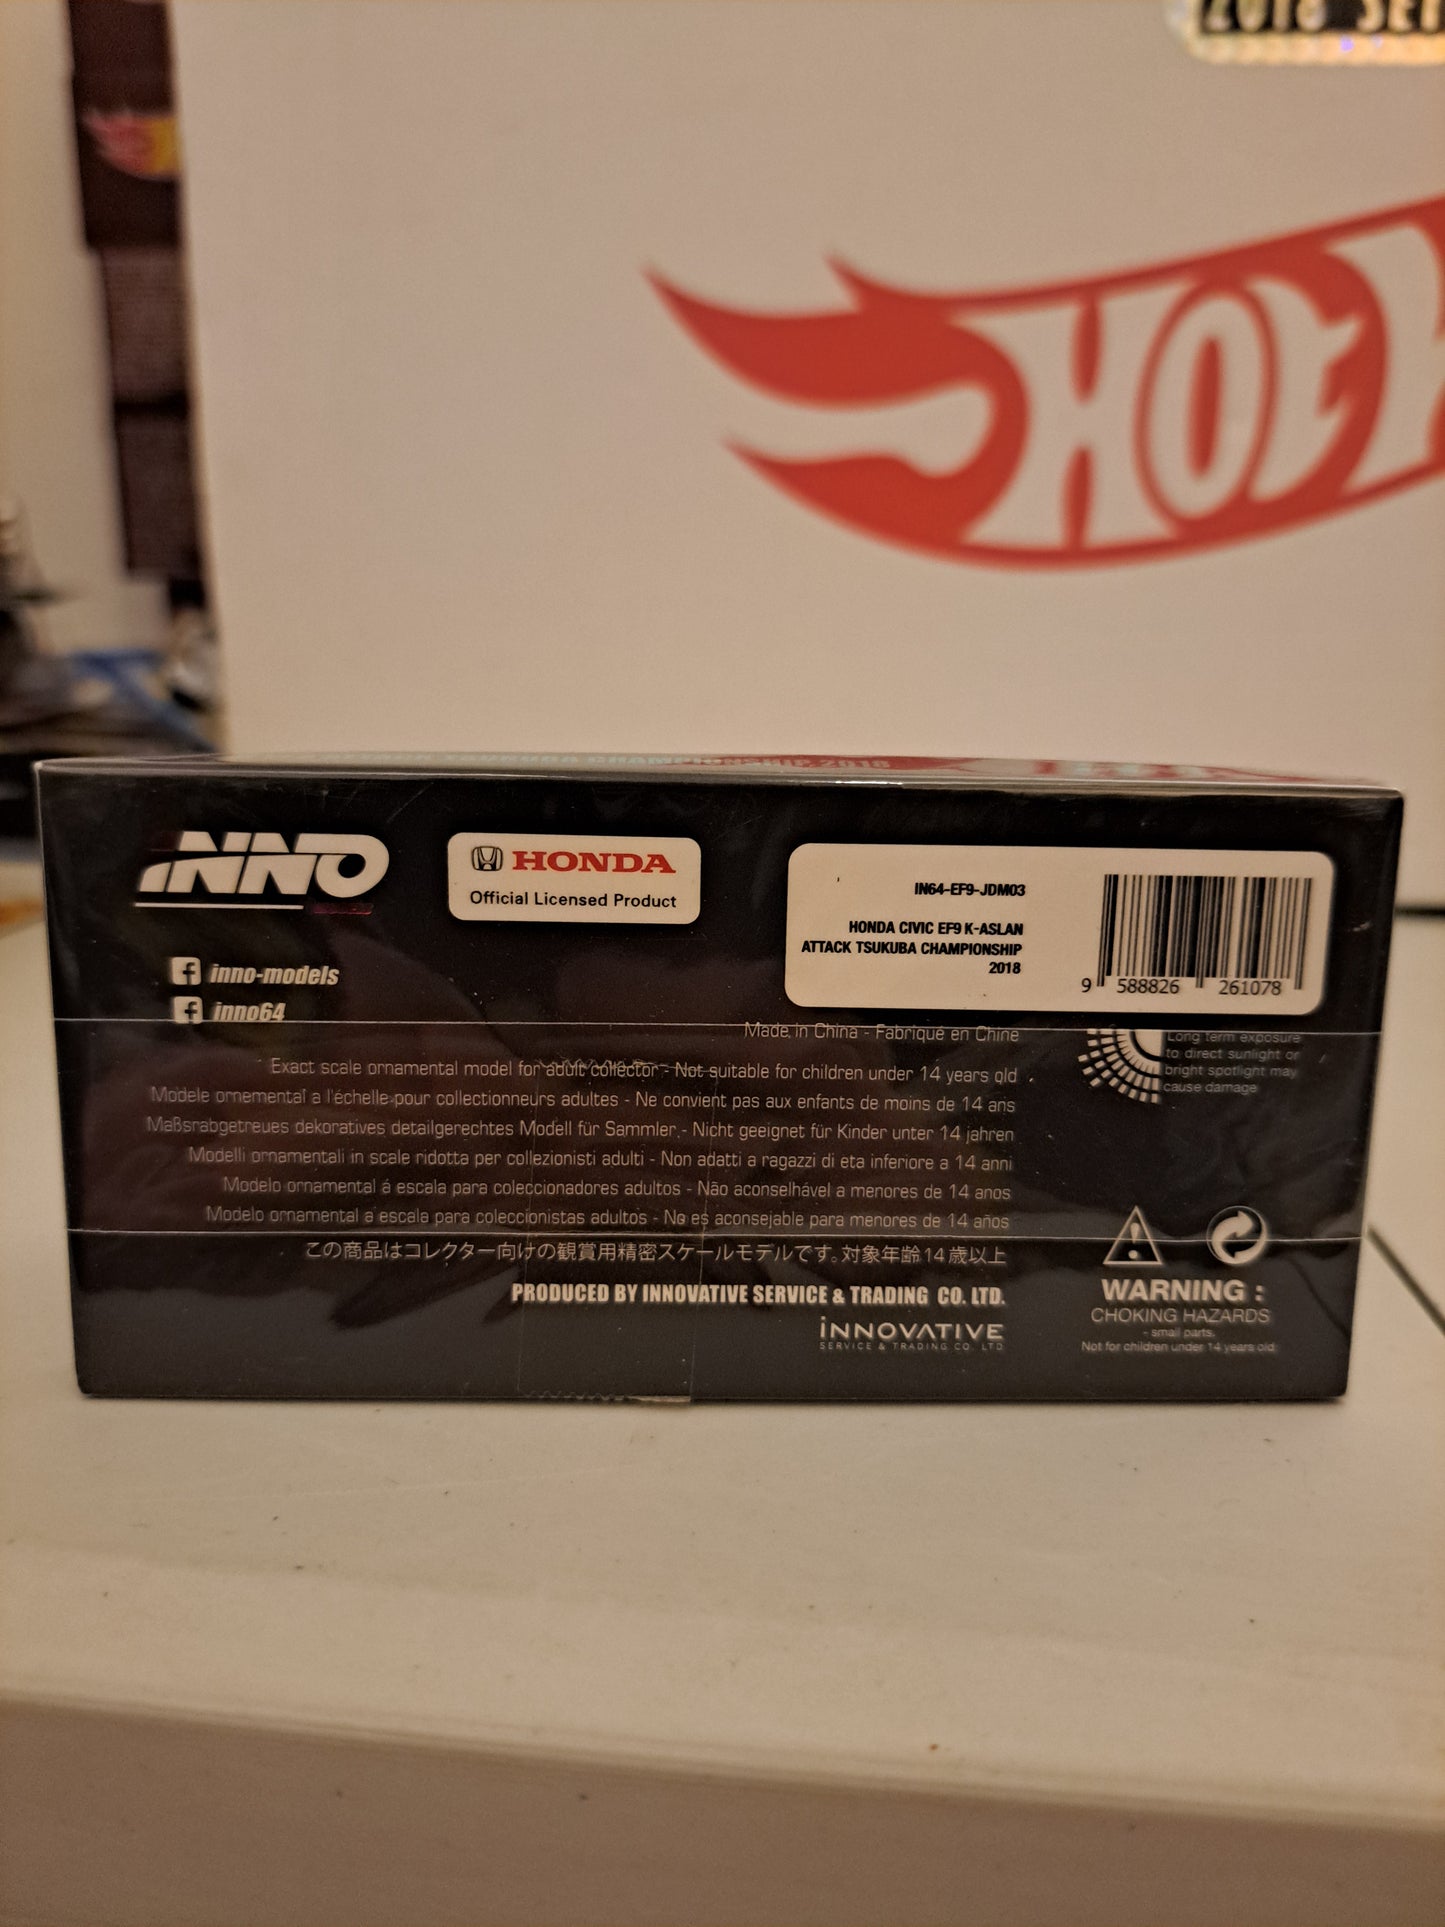 2018 SET
HOT
CHAMPIONSHIP 2018
INNO
MODELS
HONDA
Official Licensed Product
IN64-EF9-JDM03
HONDA CIVIC EF9 K-ASLAN
ATTACK TSUKUBA CHAMPIONSHIP
2018
9 588826 261078
inno-models
inno64
Made in China - Fabriqué en Chine
Long term exposure
to direct sunlight or
bright spotlight may
cause damage
Exact scale ornamental model for adult collector - Not suitable for children under 14 years old
Modele ornemental a l'échelle pour collectionneurs adultes - Ne convient pas aux enfants de moins de 14 ans
Maßsrabgetreues dekoratives detailgerechtes Modell für Sammler - Nicht geeignet für Kinder unter 14 jahren
Modelli ornamentali in scale ridotta per collezionisti adulti - Non adatti a ragazzi di eta inferiore a 14 anni
Modelo ornamental á escala para coleccionadores adultos - Não aconselhável a menores de 14 anos
Modelo ornamental a escala para coleccionistas adultos - No es aconsejable para menores de 14 años
この商品はコレクター向けの観賞用精密スケールモデルです。対象年齢14歳以上
PRODUCED BY INNOVATIVE SERVICE & TRADING CO. LTD.
INNOVATIVE
SERVICE & TRADING CO. LTD
WARNING :
CHOKING HAZARDS
- small parts.
Not for children under 14 years old